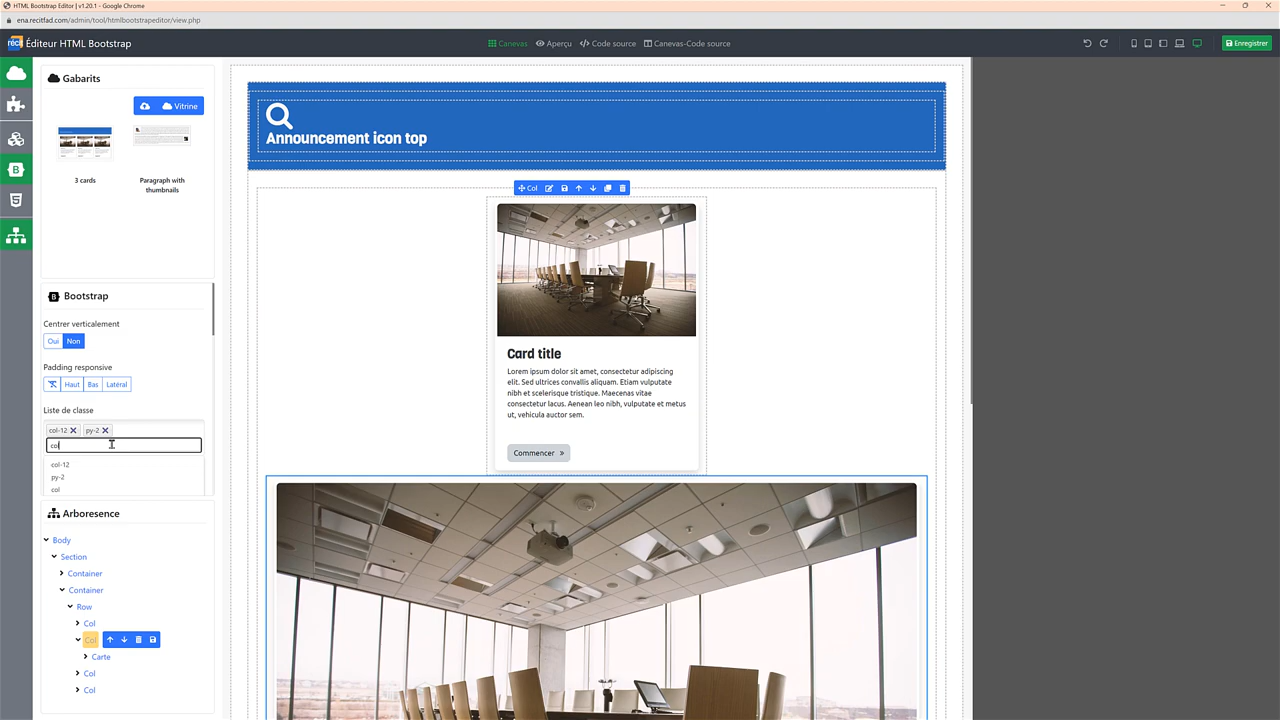 HTML Bootstrap Editor | v1.20.1 - Google Chrome
ena.recitfad.com/admin/tool/htmlbootstrapeditor/view.php
réci Éditeur HTML Bootstrap
Canevas
Aperçu
Code source
Canevas-Code source
Enregistrer
Gabarits
Vitrine
3 cards
Paragraph with
thumbnails
Bootstrap
Centrer verticalement
Oui
Non
Padding responsive
Haut
Bas
Latéral
Liste de classe
col-12
py-2
col
col-12
py-2
col
Arboresence
Body
Section
Container
Container
Row
Col
Col
Carte
Col
Col
Announcement icon top
Col
Card title
Lorem ipsum dolor sit amet, consectetur adipiscing
elit. Sed ultrices convallis aliquam. Etiam vulputate
nibh et scelerisque tristique. Maecenas vitae
consectetur lacus. Aenean leo nibh, vulputate et metus
ut, vehicula auctor sem.
Commencer »